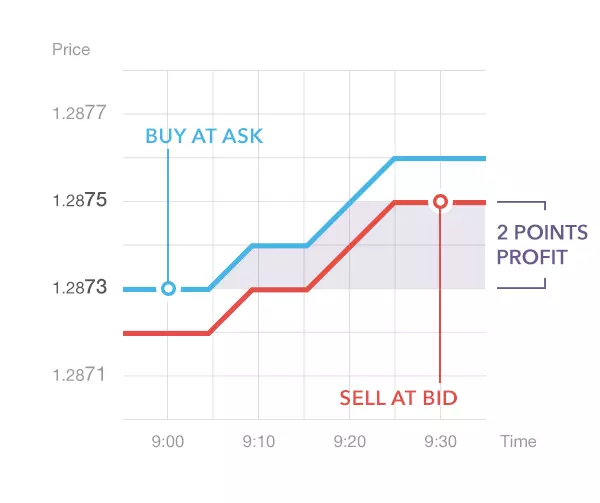 Price
1.2877
BUY AT ASK
1.2875
2 POINTS
PROFIT
1.2873
1.2871
SELL AT BID
9:00 9:10 9:20 9:30 Time